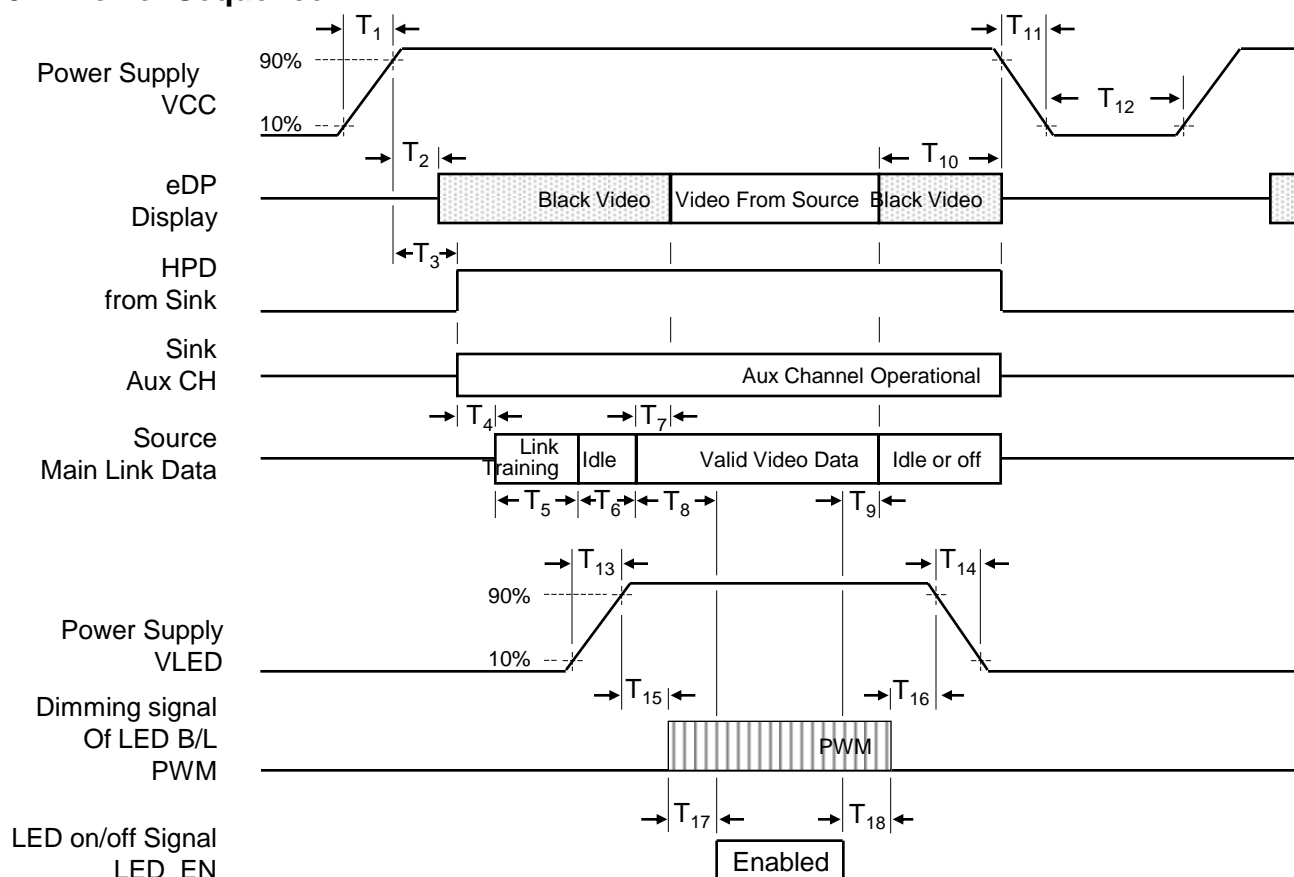 T1
T11
90%
Power Supply
VCC
T12
10%
T2
T10
eDP
Display
Black Video
Video From Source
Black Video
T3
HPD
from Sink
Sink
Aux CH
Aux Channel Operational
T4
T7
Source
Main Link Data
Link
Training
Idle
Valid Video Data
Idle or off
T5
T6
T8
T9
T13
T14
90%
Power Supply
VLED
10%
T15
T16
Dimming signal
Of LED B/L
PWM
PWM
T17
T18
LED on/off Signal
LED_EN
Enabled